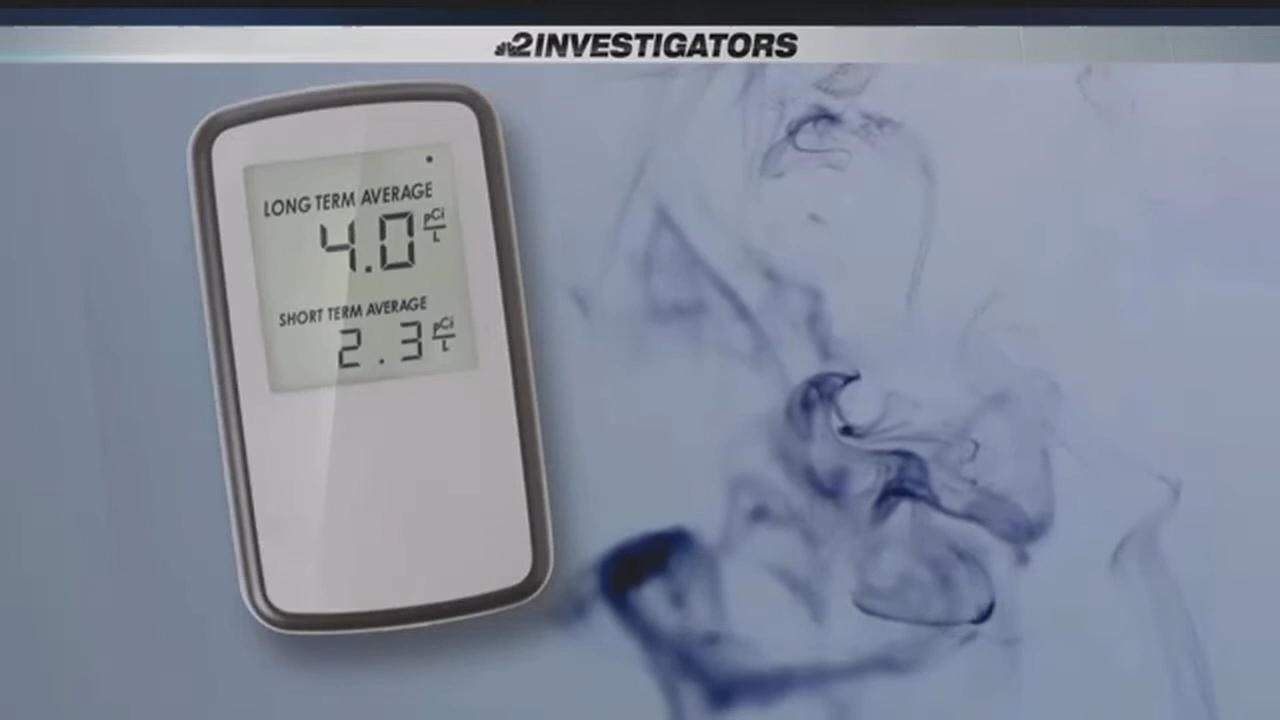 2INVESTIGATORS
LONG TERM AVERAGE
4.0 pCi/L
SHORT TERM AVERAGE
2.3 pCi/L